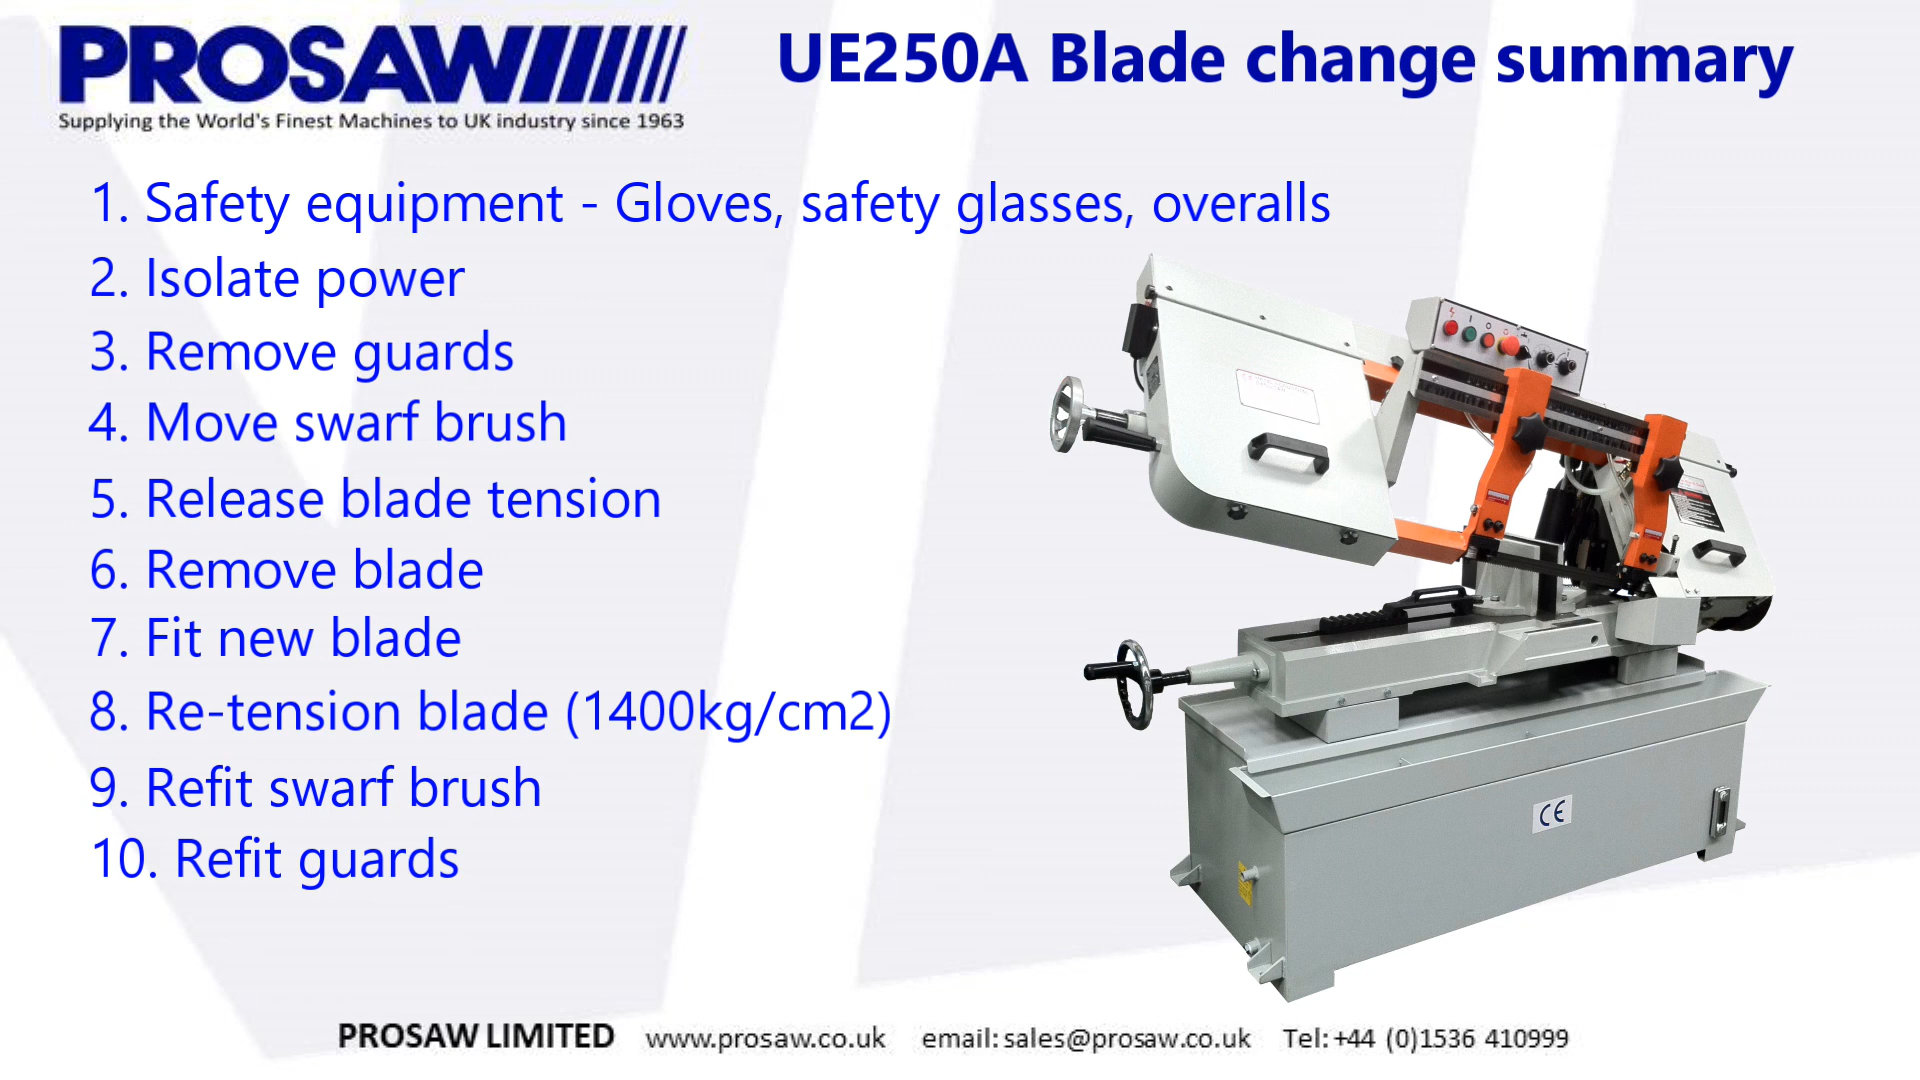 PROSAW
Supplying the World's Finest Machines to UK industry since 1963
UE250A Blade change summary
1. Safety equipment - Gloves, safety glasses, overalls
2. Isolate power
3. Remove guards
4. Move swarf brush
5. Release blade tension
6. Remove blade
7. Fit new blade
8. Re-tension blade (1400kg/cm2)
9. Refit swarf brush
10. Refit guards
CE
PROSAW LIMITED www.prosaw.co.uk email: sales@prosaw.co.uk Tel: +44 (0)1536 410999